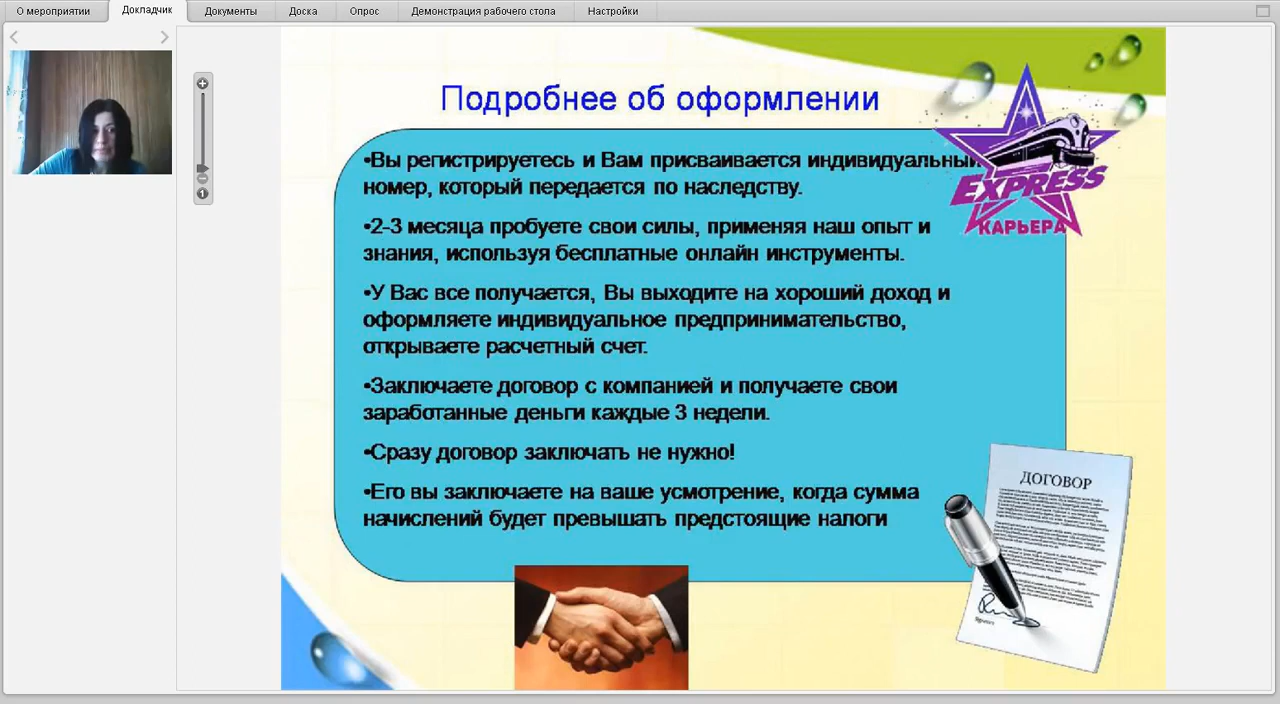 О мероприятии
Докладчик
Документы
Доска
Опрос
Демонстрация рабочего стола
Настройки
Подробнее об оформлении
•Вы регистрируетесь и Вам присваивается индивидуальный
номер, который передается по наследству.
•2-3 месяца пробуете свои силы, применяя наш опыт и
знания, используя бесплатные онлайн инструменты.
•У Вас все получается, Вы выходите на хороший доход и
оформляете индивидуальное предпринимательство,
открываете расчетный счет.
•Заключаете договор с компанией и получаете свои
заработанные деньги каждые 3 недели.
•Сразу договор заключать не нужно!
•Его вы заключаете на ваше усмотрение, когда сумма
начислений будет превышать предстоящие налоги
EXPRESS
КАРЬЕРА
ДОГОВОР